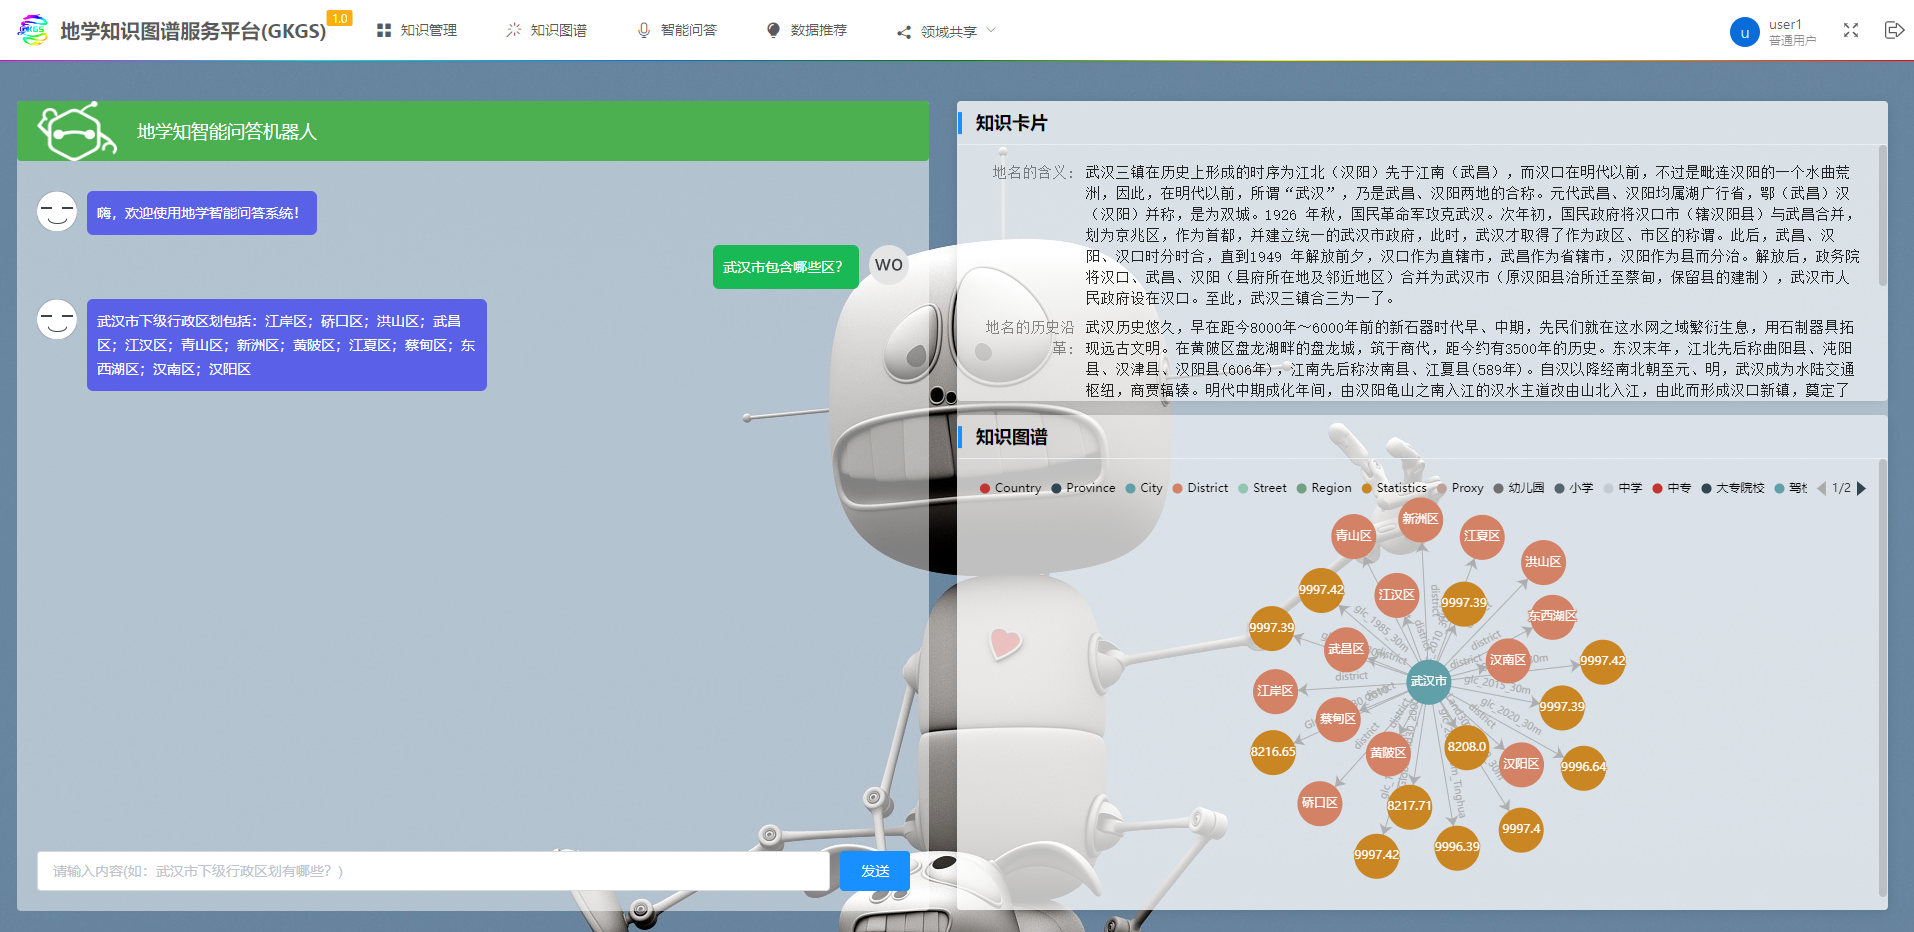 地学知识图谱服务平台(GKGS)
1.0
知识管理
知识图谱
智能问答
数据推荐
领域共享
u
user1
普通用户
地学知智能问答机器人
嗨，欢迎使用地学智能问答系统！
武汉市包含哪些区？
WO
武汉市下级行政区划包括：江岸区；硚口区；洪山区；武昌
区；江汉区；青山区；新洲区；黄陂区；江夏区；蔡甸区；东
西湖区；汉南区；汉阳区
请输入内容(如：武汉市下级行政区划有哪些？)
发送
知识卡片
地名的含义：
武汉三镇在历史上形成的时序为江北（汉阳）先于江南（武昌），而汉口在明代以前，不过是毗连汉阳的一个水曲荒
洲，因此，在明代以前，所谓“武汉”，乃是武昌、汉阳两地的合称。元代武昌、汉阳均属湖广行省，鄂（武昌）汉
（汉阳）并称，是为双城。1926 年秋，国民革命军攻克武汉。次年初，国民政府将汉口市（辖汉阳县）与武昌合并，
划为京兆区，作为首都，并建立统一的武汉市政府，此时，武汉才取得了作为政区、市区的称谓。此后，武昌、汉
阳、汉口时分时合，直到1949 年解放前夕，汉口作为直辖市，武昌作为省辖市，汉阳作为县而分治。解放后，政务院
将汉口、武昌、汉阳（县府所在地及邻近地区）合并为武汉市（原汉阳县治所迁至蔡甸，保留县的建制），武汉市人
民政府设在汉口。至此，武汉三镇合三为一了。
地名的历史沿
革：
武汉历史悠久，早在距今8000年～6000年前的新石器时代早、中期，先民们就在这水网之域繁衍生息，用石制器具拓
现远古文明。在黄陂区盘龙湖畔的盘龙城，筑于商代，距今约有3500年的历史。东汉末年，江北先后称曲阳县、沌阳
县、汉津县、汉阳县(606年)，江南先后称汝南县、江夏县(589年)。自汉以降经南北朝至元、明，武汉成为水陆交通
枢纽，商贾辐辏。明代中期成化年间，由汉阳龟山之南入江的汉水主道改由山北入江，由此而形成汉口新镇，奠定了
知识图谱
Country
Province
City
District
Street
Region
Statistics
Proxy
幼儿园
小学
中学
中专
大专院校
1/2
新洲区
青山区
江夏区
洪山区
9997.42
江汉区
9997.39
东西湖区
9997.39
武昌区
汉南区
9997.42
武汉市
江岸区
9997.39
蔡甸区
8216.65
黄陂区
8208.0
汉阳区
9996.64
硚口区
8217.71
9997.4
9997.42
9996.39
glc_1985_30m
district
district
district
district
district
glc_2015_30m
glc_2020_30m
district